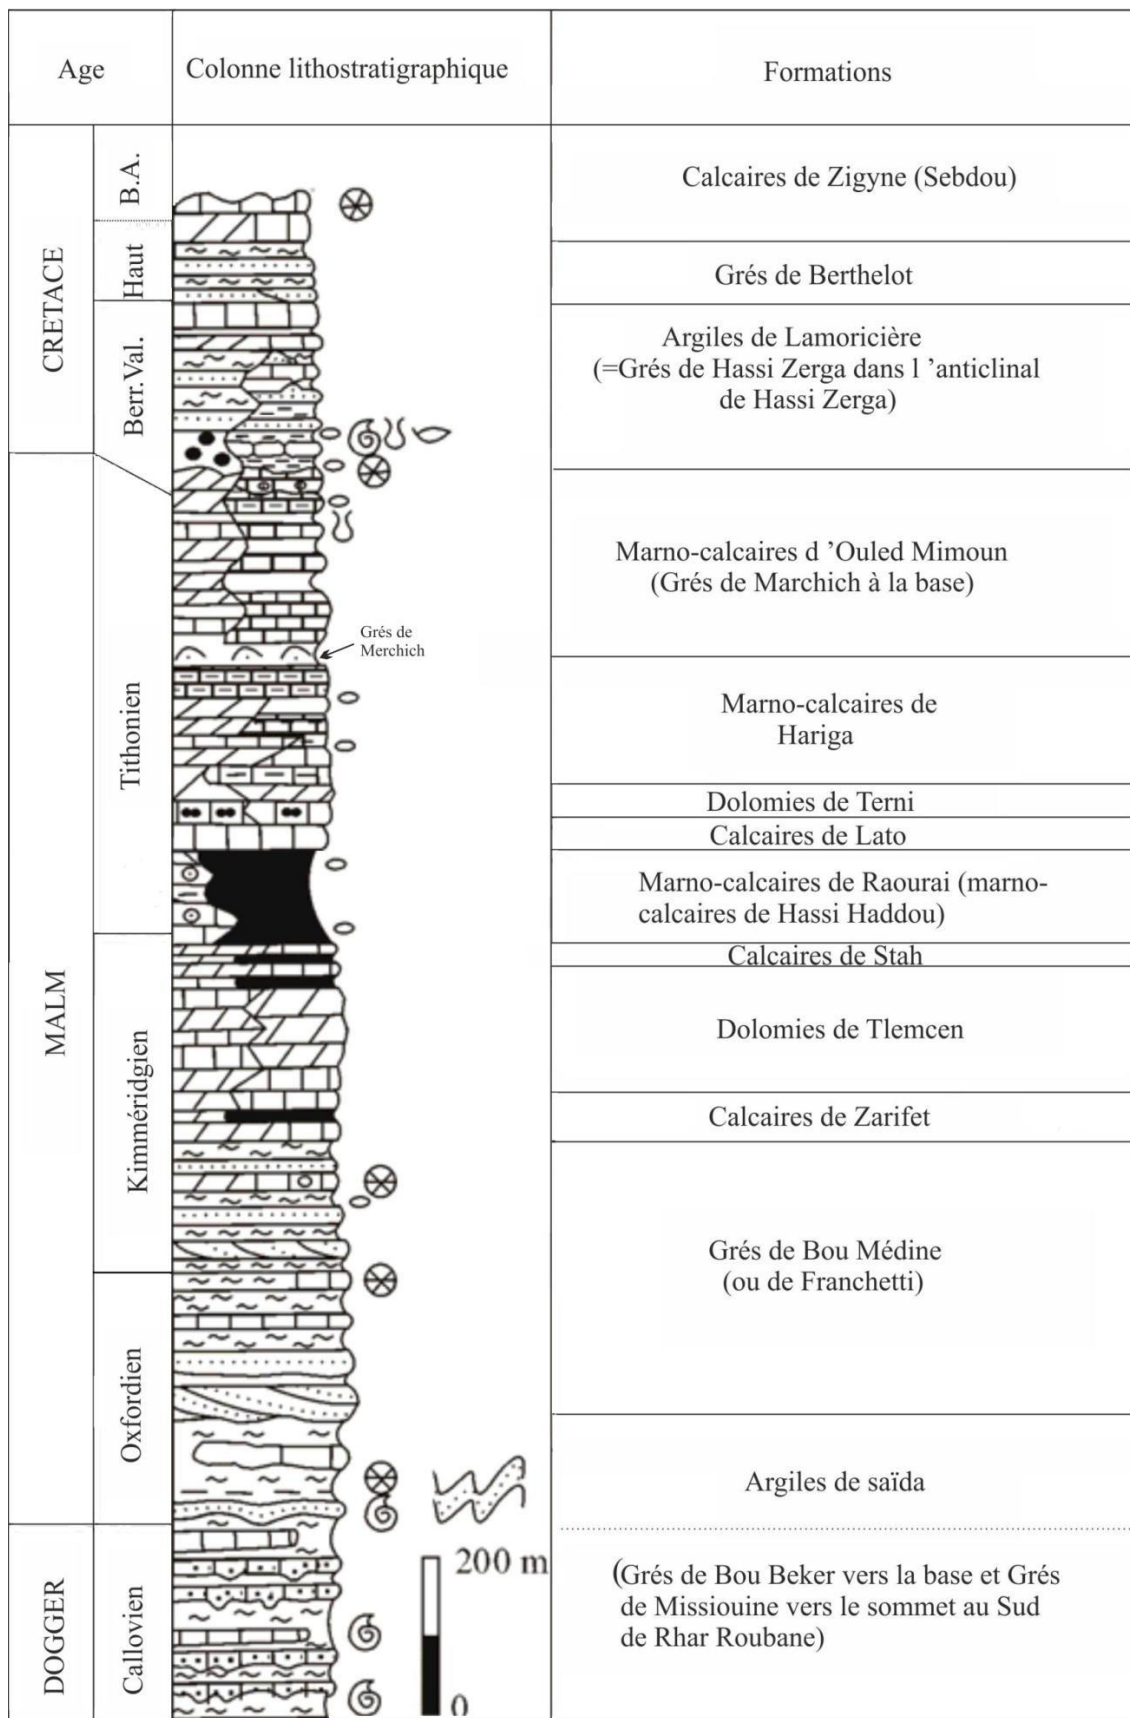 Age
Colonne lithostratigraphique
Formations
CRETACE
B.A.
Haut
Berr.Val.
MALM
Tithonien
Kimméridgien
Oxfordien
DOGGER
Callovien
Grés de
Merchich
200 m
0
Calcaires de Zigyne (Sebdou)
Grés de Berthelot
Argiles de Lamoricière
(=Grés de Hassi Zerga dans l ’anticlinal
de Hassi Zerga)
Marno-calcaires d ’Ouled Mimoun
(Grés de Marchich à la base)
Marno-calcaires de
Hariga
Dolomies de Terni
Calcaires de Lato
Marno-calcaires de Raourai (marno-
calcaires de Hassi Haddou)
Calcaires de Stah
Dolomies de Tlemcen
Calcaires de Zarifet
Grés de Bou Médine
(ou de Franchetti)
Argiles de saïda
(Grés de Bou Beker vers la base et Grés
de Missiouine vers le sommet au Sud
de Rhar Roubane)